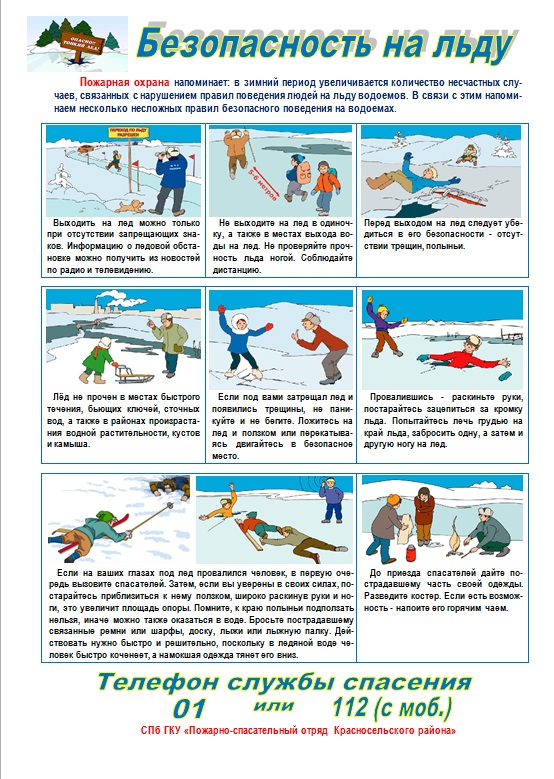 ОПАСНО!
ТОНКИЙ ЛЕД!
Безопасность на льду
Пожарная охрана напоминает: в зимний период увеличивается количество несчастных слу-
чаев, связанных с нарушением правил поведения людей на льду водоемов. В связи с этим напоми-
наем несколько несложных правил безопасного поведения на водоемах.
ПЕРЕХОД ПО ЛЬДУ
РАЗРЕШЕН
Выходить на лед можно только
при отсутствии запрещающих зна-
ков. Информацию о ледовой обста-
новке можно получить из новостей
по радио и телевидению.
5-6 метров
Не выходите на лед в одиноч-
ку, а также в местах выхода во-
ды на лед. Не проверяйте проч-
ность льда ногой. Соблюдайте
дистанцию.
Перед выходом на лед следует убе-
диться в его безопасности - отсут-
ствии трещин, полыньи.
Лёд не прочен в местах быстрого
течения, бьющих ключей, сточных
вод, а также в районах произраста-
ния водной растительности, кустов
и камыша.
Если под вами затрещал лед и
появились трещины, не пани-
куйте и не бегите. Ложитесь на
лед и ползком или перекатыва-
ясь двигайтесь в безопасное
место.
Провалившись - раскиньте руки,
постарайтесь зацепиться за кромку
льда. Попытайтесь лечь грудью на
край льда, забросить одну, а затем и
другую ногу на лед.
Если на ваших глазах под лед провалился человек, в первую оче-
редь вызовите спасателей. Затем, если вы уверены в своих силах, по-
старайтесь приблизиться к нему ползком, широко раскинув руки и но-
ги, это увеличит площадь опоры. Помните, к краю полыньи подползать
нельзя, иначе можно также оказаться в воде. Бросьте пострадавшему
связанные ремни или шарфы, доску, лыжи или лыжную палку. Дей-
ствовать нужно быстро и решительно, поскольку в ледяной воде че-
ловек быстро коченеет, а намокшая одежда тянет его вниз.
До приезда спасателей дайте по-
страдавшему часть своей одежды.
Разведите костер. Если есть возмож-
ность - напоите его горячим чаем.
Телефон службы спасения
01 или 112 (с моб.)
СПб ГКУ «Пожарно-спасательный отряд Красносельского района»